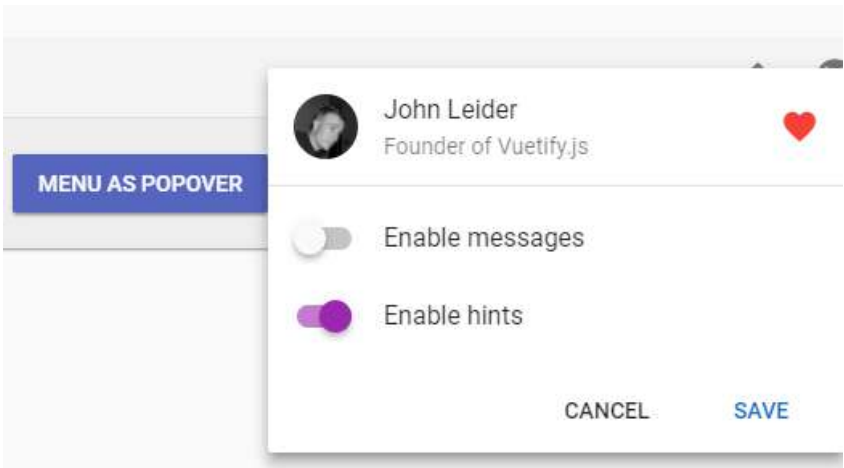 John Leider
Founder of Vuetify.js
MENU AS POPOVER
Enable messages
Enable hints
CANCEL SAVE